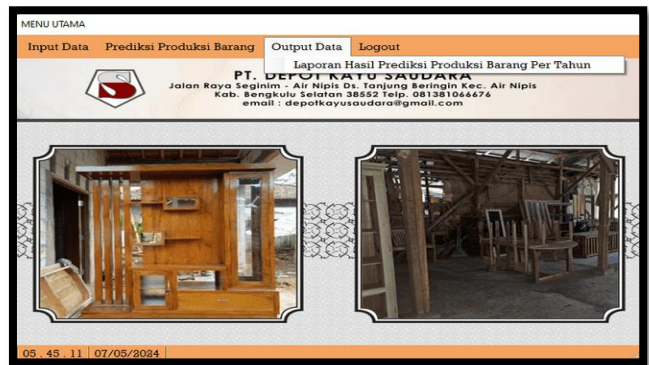 MENU UTAMA
Input Data Prediksi Produksi Barang Output Data Logout
Laporan Hasil Prediksi Produksi Barang Per Tahun
PT. DEPOT KAYU SAUDARA
Jalan Raya Seginim - Air Nipis Ds. Tanjung Beringin Kec. Air Nipis
Kab. Bengkulu Selatan 38552 Telp. 081381066676
email : depotkayusaudara@gmail.com
05 . 45 . 11 07/05/2024